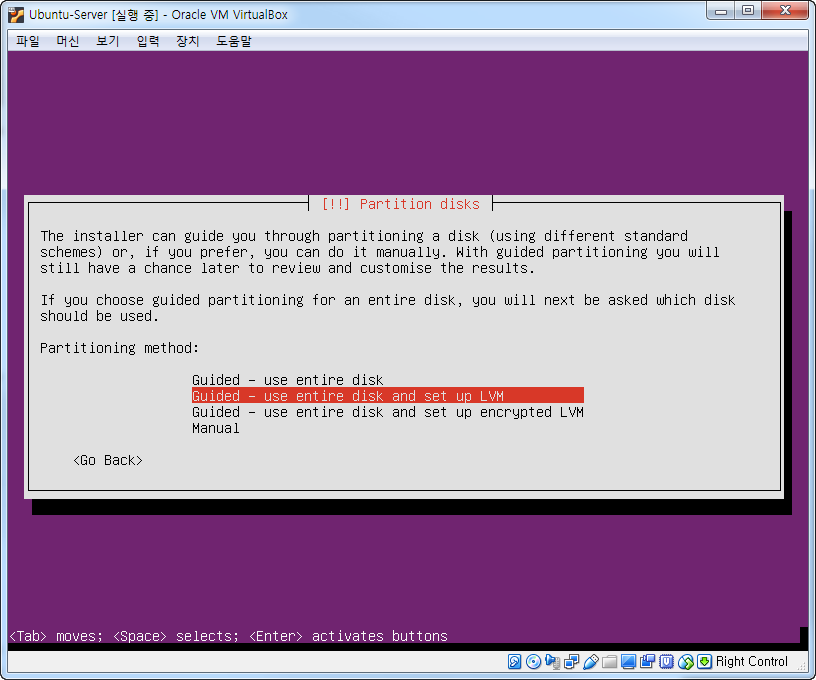 Ubuntu-Server [실행 중] - Oracle VM VirtualBox
파일 머신 보기 입력 장치 도움말
[!!] Partition disks
The installer can guide you through partitioning a disk (using different standard
schemes) or, if you prefer, you can do it manually. With guided partitioning you will
still have a chance later to review and customise the results.
If you choose guided partitioning for an entire disk, you will next be asked which disk
should be used.
Partitioning method:
Guided - use entire disk
Guided - use entire disk and set up LVM
Guided - use entire disk and set up encrypted LVM
Manual
<Go Back>
<Tab> moves; <Space> selects; <Enter> activates buttons
Right Control